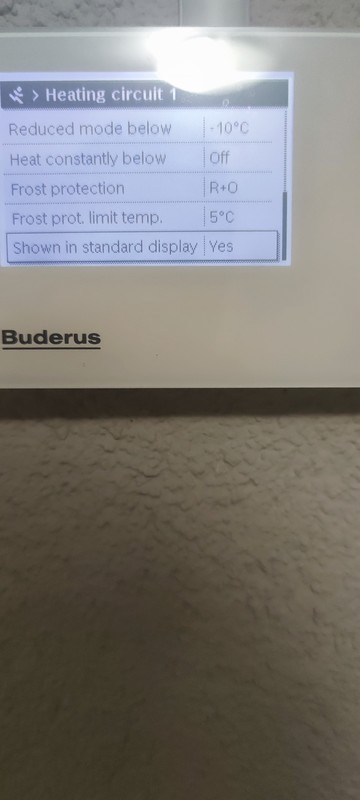 > Heating circuit 1
Reduced mode below -10°C
Heat constantly below Off
Frost protection R+O
Frost prot. limit temp. 5°C
Shown in standard display Yes
Buderus